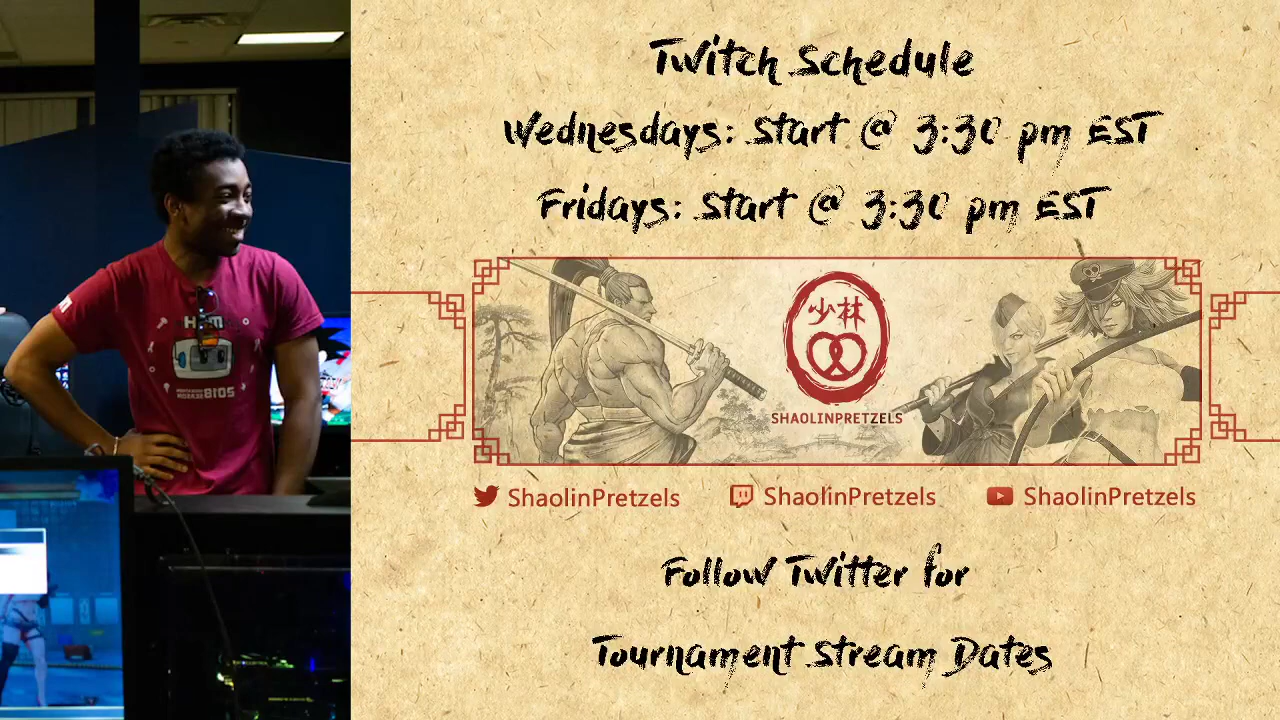 Twitch Schedule
Wednesdays: Start @ 3:30 pm EST
Fridays: Start @ 3:30 pm EST
少林
SHAOLINPRETZELS
ShaolinPretzels ShaolinPretzels ShaolinPretzels
Follow Twitter for
Tournament Stream Dates
BIOS